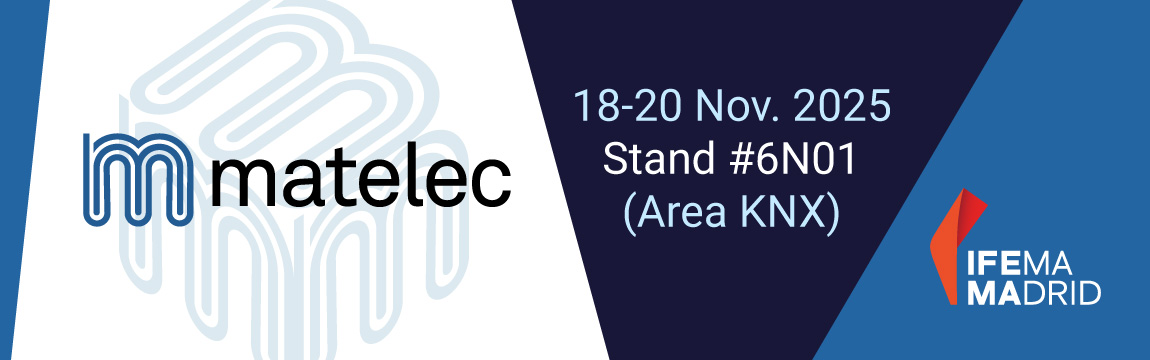 matelec
18-20 Nov. 2025
Stand #6N01
(Area KNX)
IFEMA
MADRID